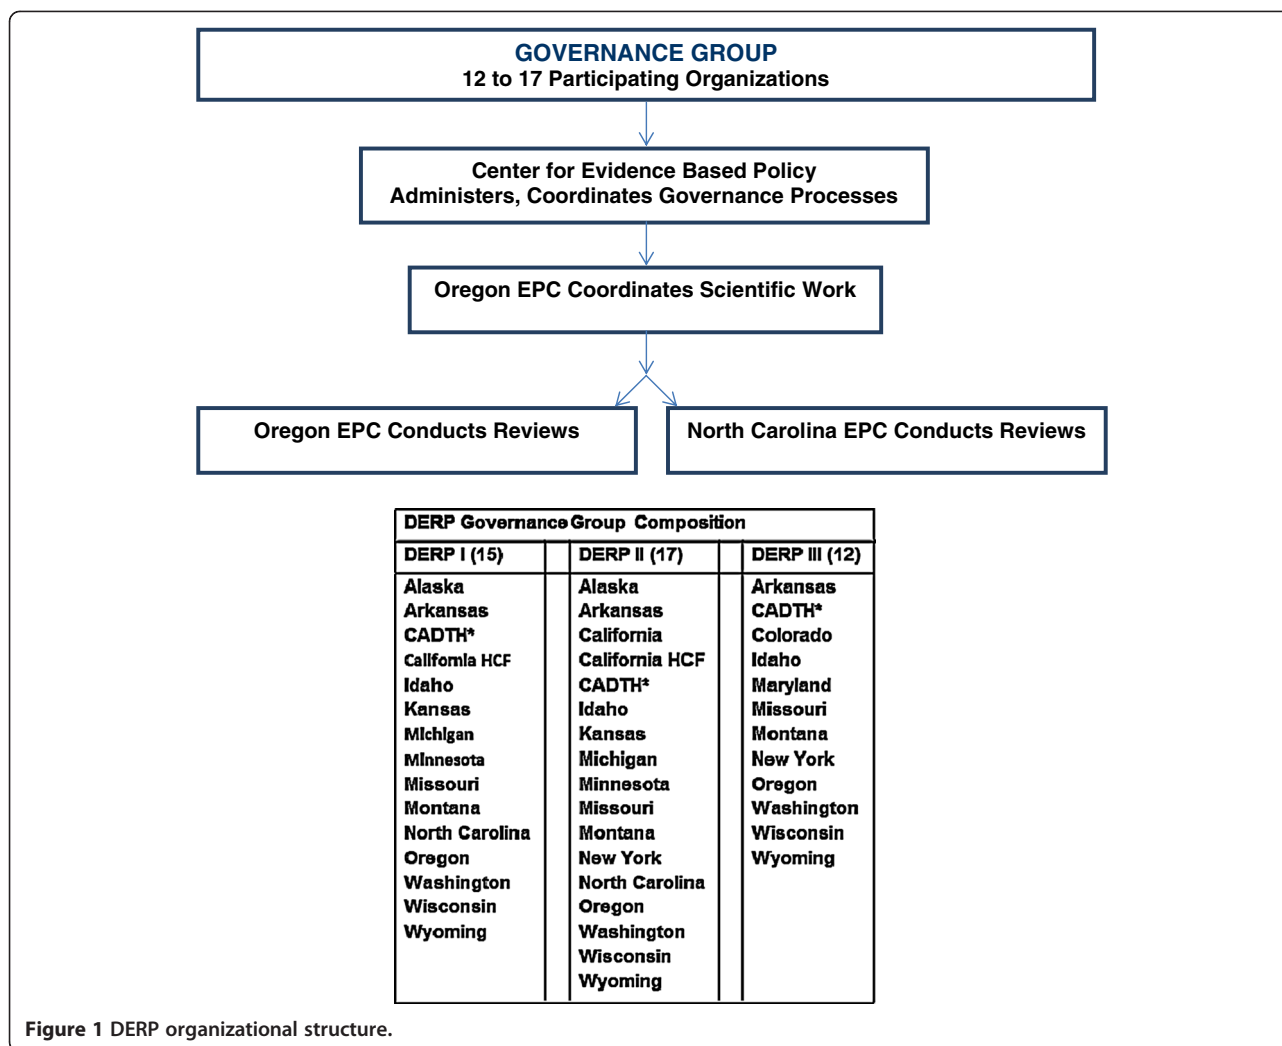 GOVERNANCE GROUP
12 to 17 Participating Organizations
Center for Evidence Based Policy
Administers, Coordinates Governance Processes
Oregon EPC Coordinates Scientific Work
Oregon EPC Conducts Reviews
North Carolina EPC Conducts Reviews
DERP Governance Group Composition
DERP I (15) DERP II (17) DERP III (12)
Alaska Alaska Arkansas
Arkansas Arkansas CADTH*
CADTH* California Colorado
California HCF California HCF Idaho
Idaho CADTH* Maryland
Kansas Idaho Missouri
Michigan Kansas Montana
Minnesota Michigan New York
Missouri Minnesota Oregon
Montana Missouri Washington
North Carolina Montana Wisconsin
Oregon New York Wyoming
Washington North Carolina
Wisconsin Oregon
Wyoming Washington
Wisconsin
Wyoming
Figure 1 DERP organizational structure.